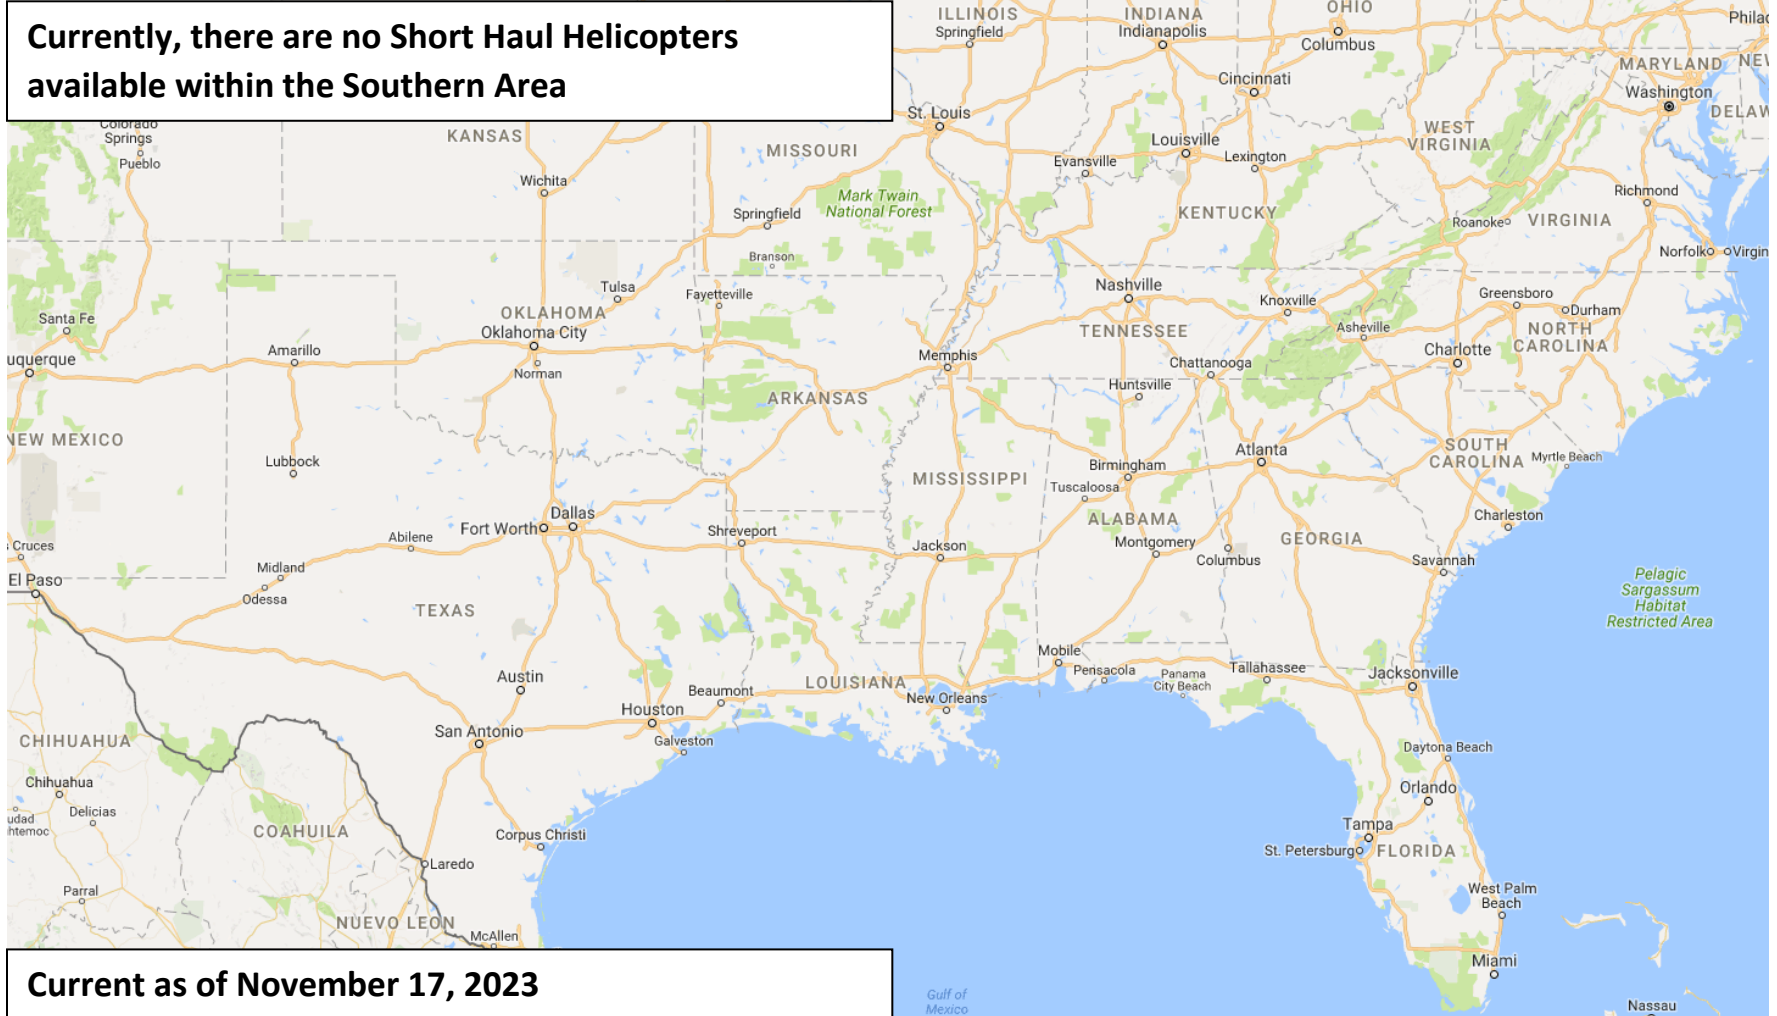 Currently, there are no Short Haul Helicopters
available within the Southern Area
ILLINOIS
Springfield
INDIANA
Indianapolis
OHIO
Columbus
MARYLAND
Washington
Cincinnati
St. Louis
Colorado
Springs
Pueblo
KANSAS
MISSOURI
Louisville
Lexington
Evansville
WEST
VIRGINIA
Wichita
Springfield
Mark Twain
National Forest
KENTUCKY
Richmond
Roanoke
VIRGINIA
Norfolk
Branson
Tulsa
Fayetteville
Nashville
Knoxville
Greensboro
Durham
Santa Fe
OKLAHOMA
Oklahoma City
TENNESSEE
Asheville
NORTH
CAROLINA
Amarillo
Norman
Memphis
Chattanooga
Charlotte
Huntsville
ARKANSAS
NEW MEXICO
Lubbock
Birmingham
Tuscaloosa
Atlanta
SOUTH
CAROLINA
Myrtle Beach
MISSISSIPPI
Fort Worth
Dallas
Shreveport
ALABAMA
Charleston
Abilene
Jackson
Montgomery
Columbus
GEORGIA
Cruces
El Paso
Midland
Odessa
Savannah
TEXAS
Pelagic
Sargassum
Habitat
Restricted Area
Mobile
Pensacola
Panama
City Beach
Tallahassee
Jacksonville
Austin
Beaumont
LOUISIANA
New Orleans
Houston
San Antonio
Galveston
CHIHUAHUA
Chihuahua
Delicias
Daytona Beach
Orlando
COAHUILA
Corpus Christi
Tampa
St. Petersburg
FLORIDA
Laredo
Parral
West Palm
Beach
NUEVO LEON
McAllen
Miami
Current as of November 17, 2023
Gulf of
Mexico
Nassau